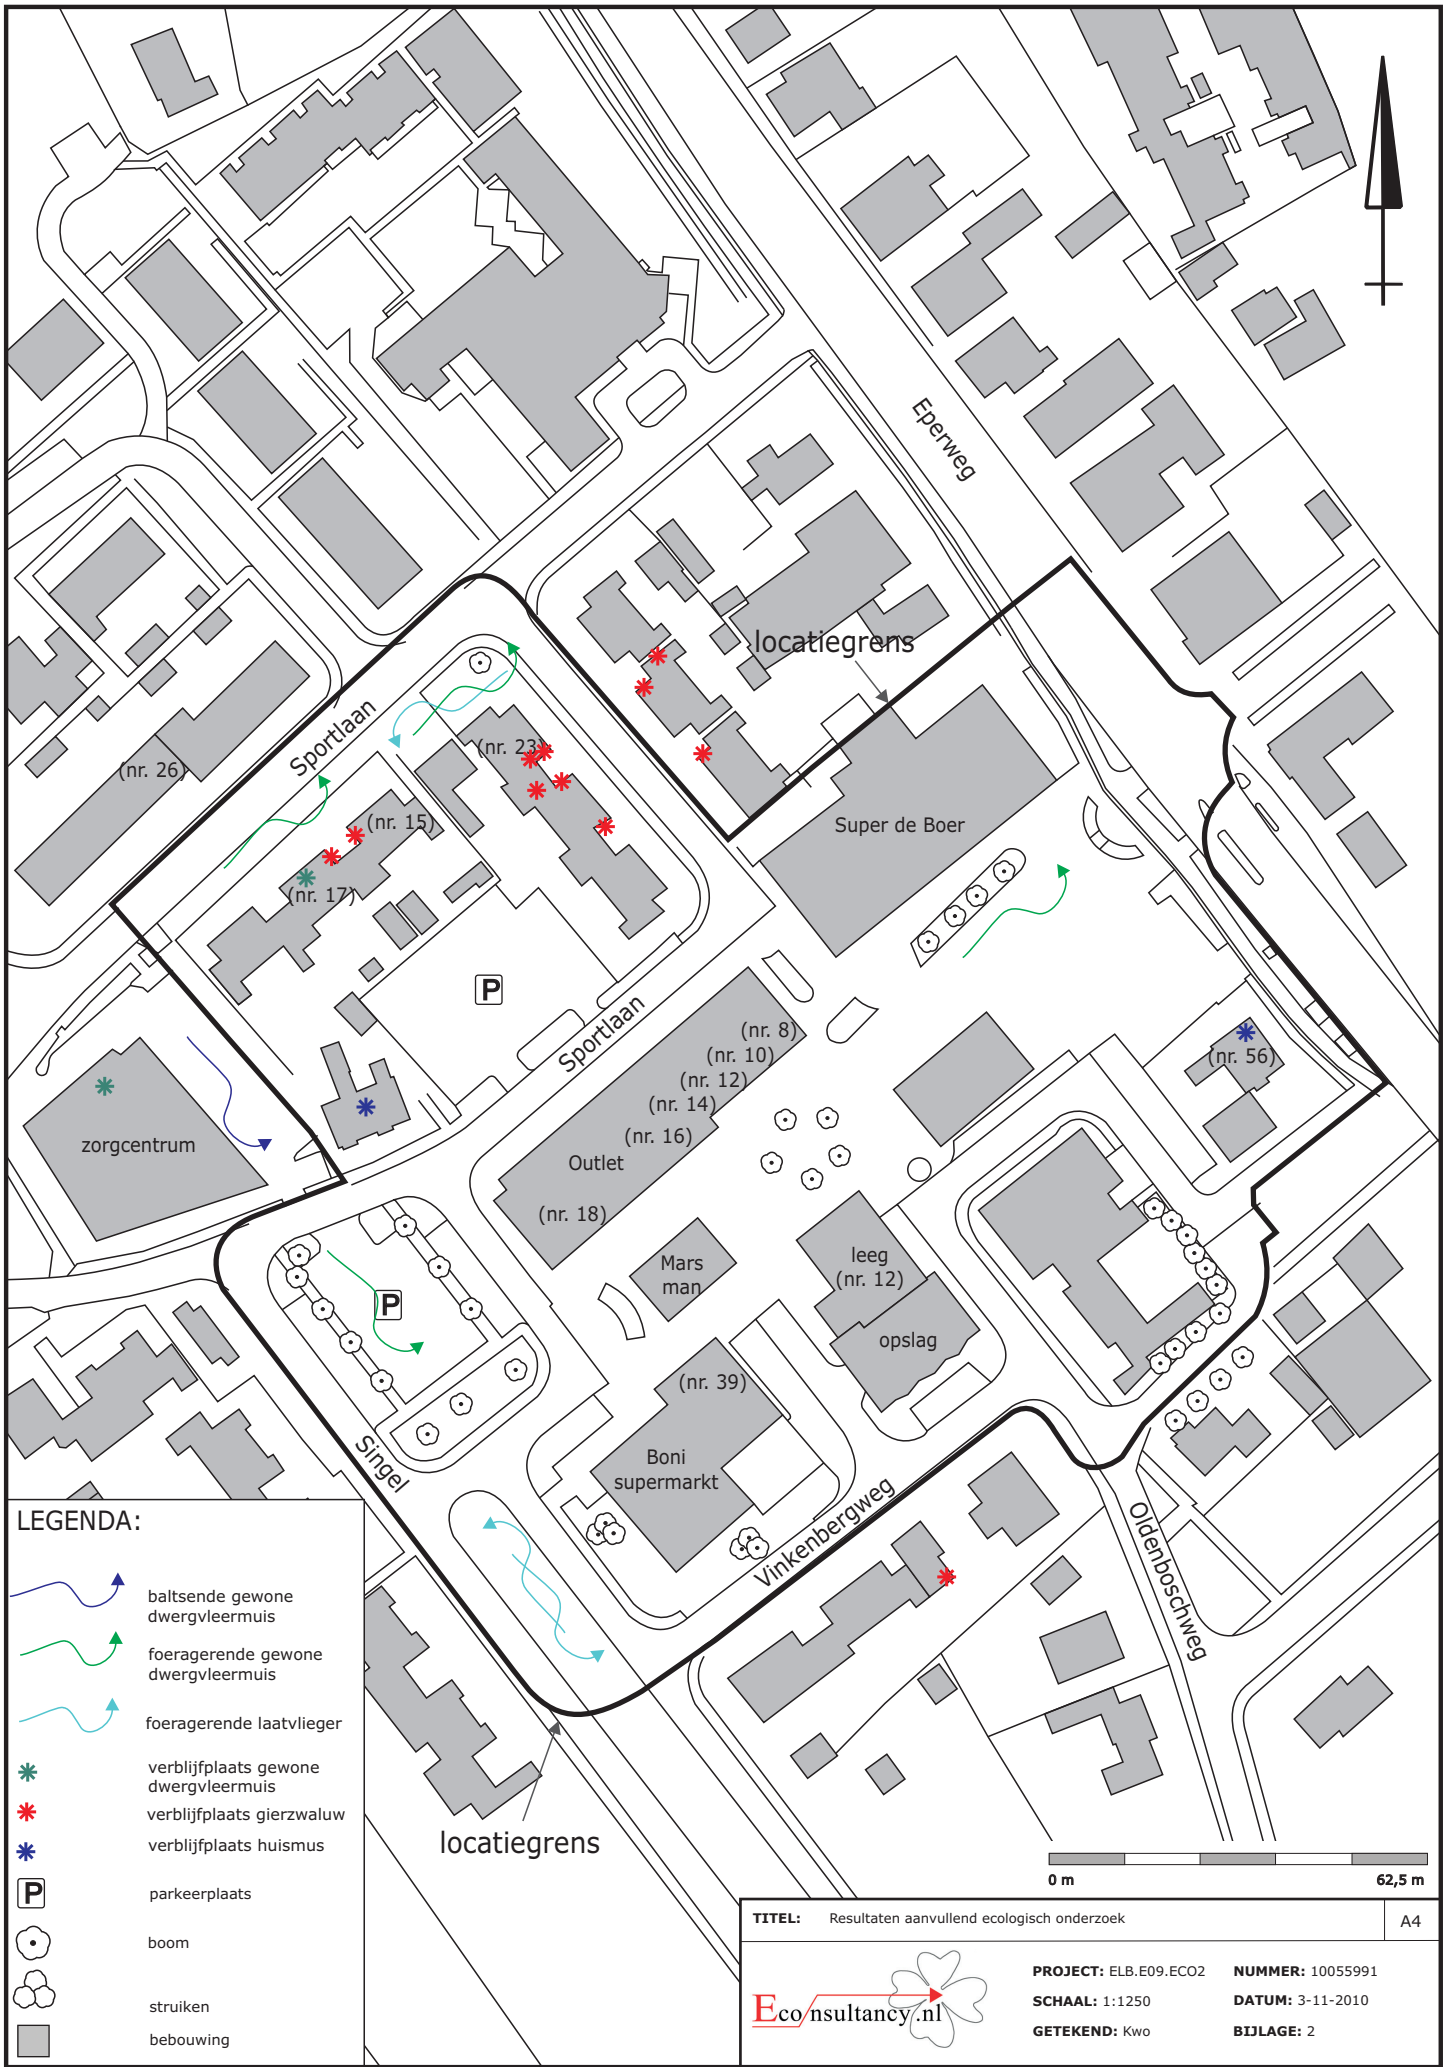 Eperweg
locatiegrens
Sportlaan
(nr. 23)
(nr. 26)
(nr. 15)
(nr. 17)
Super de Boer
P
Sportlaan
(nr. 8)
(nr. 10)
(nr. 12)
(nr. 14)
(nr. 16)
Outlet
(nr. 18)
(nr. 56)
zorgcentrum
Mars
man
leeg
(nr. 12)
opslag
P
(nr. 39)
Boni
supermarkt
Singel
Vinkenbergweg
Oldenboschweg
locatiegrens
LEGENDA:
baltsende gewone
dwergvleermuis
foeragerende gewone
dwergvleermuis
foeragerende laatvlieger
verblijfplaats gewone
dwergvleermuis
verblijfplaats gierzwaluw
verblijfplaats huismus
P parkeerplaats
boom
struiken
bebouwing
0 m 62,5 m
TITEL: Resultaten aanvullend ecologisch onderzoek A4
Econsultancy.nl
PROJECT: ELB.E09.ECO2 NUMMER: 10055991
SCHAAL: 1:1250 DATUM: 3-11-2010
GETEKEND: Kwo BIJLAGE: 2